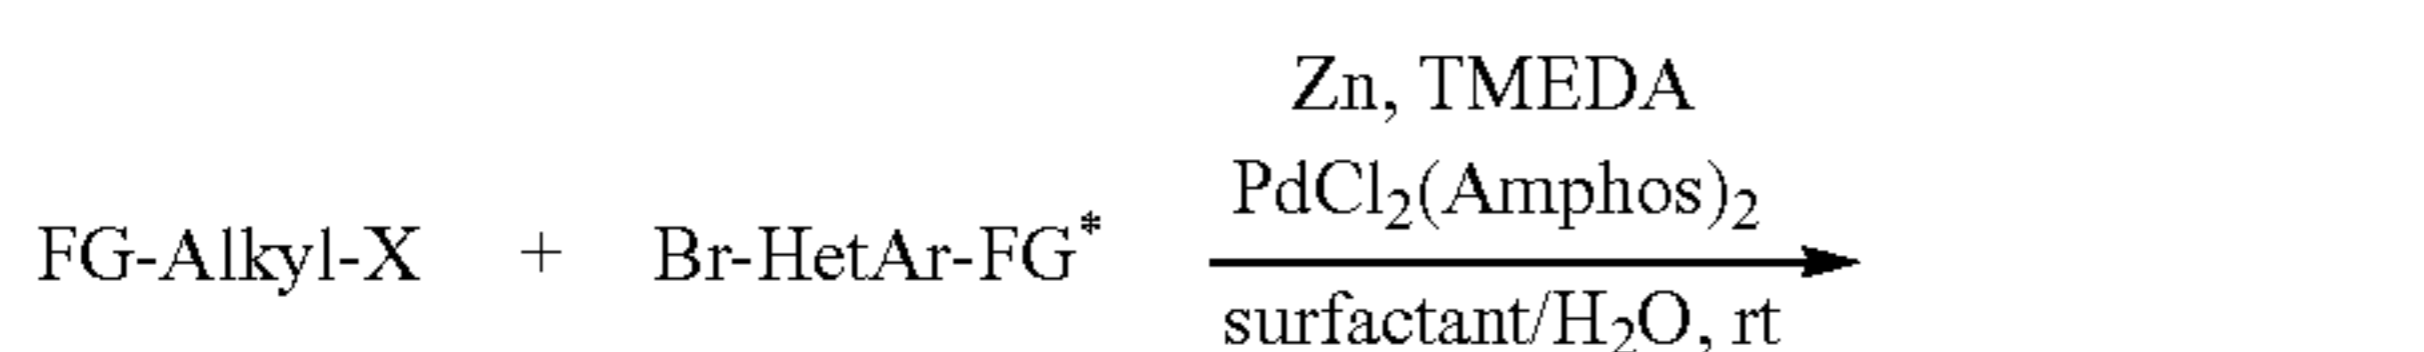 Zn, TMEDA
PdCl₂(Amphos)₂
FG-Alkyl-X + Br-HetAr-FG*
surfactant/H₂O, rt